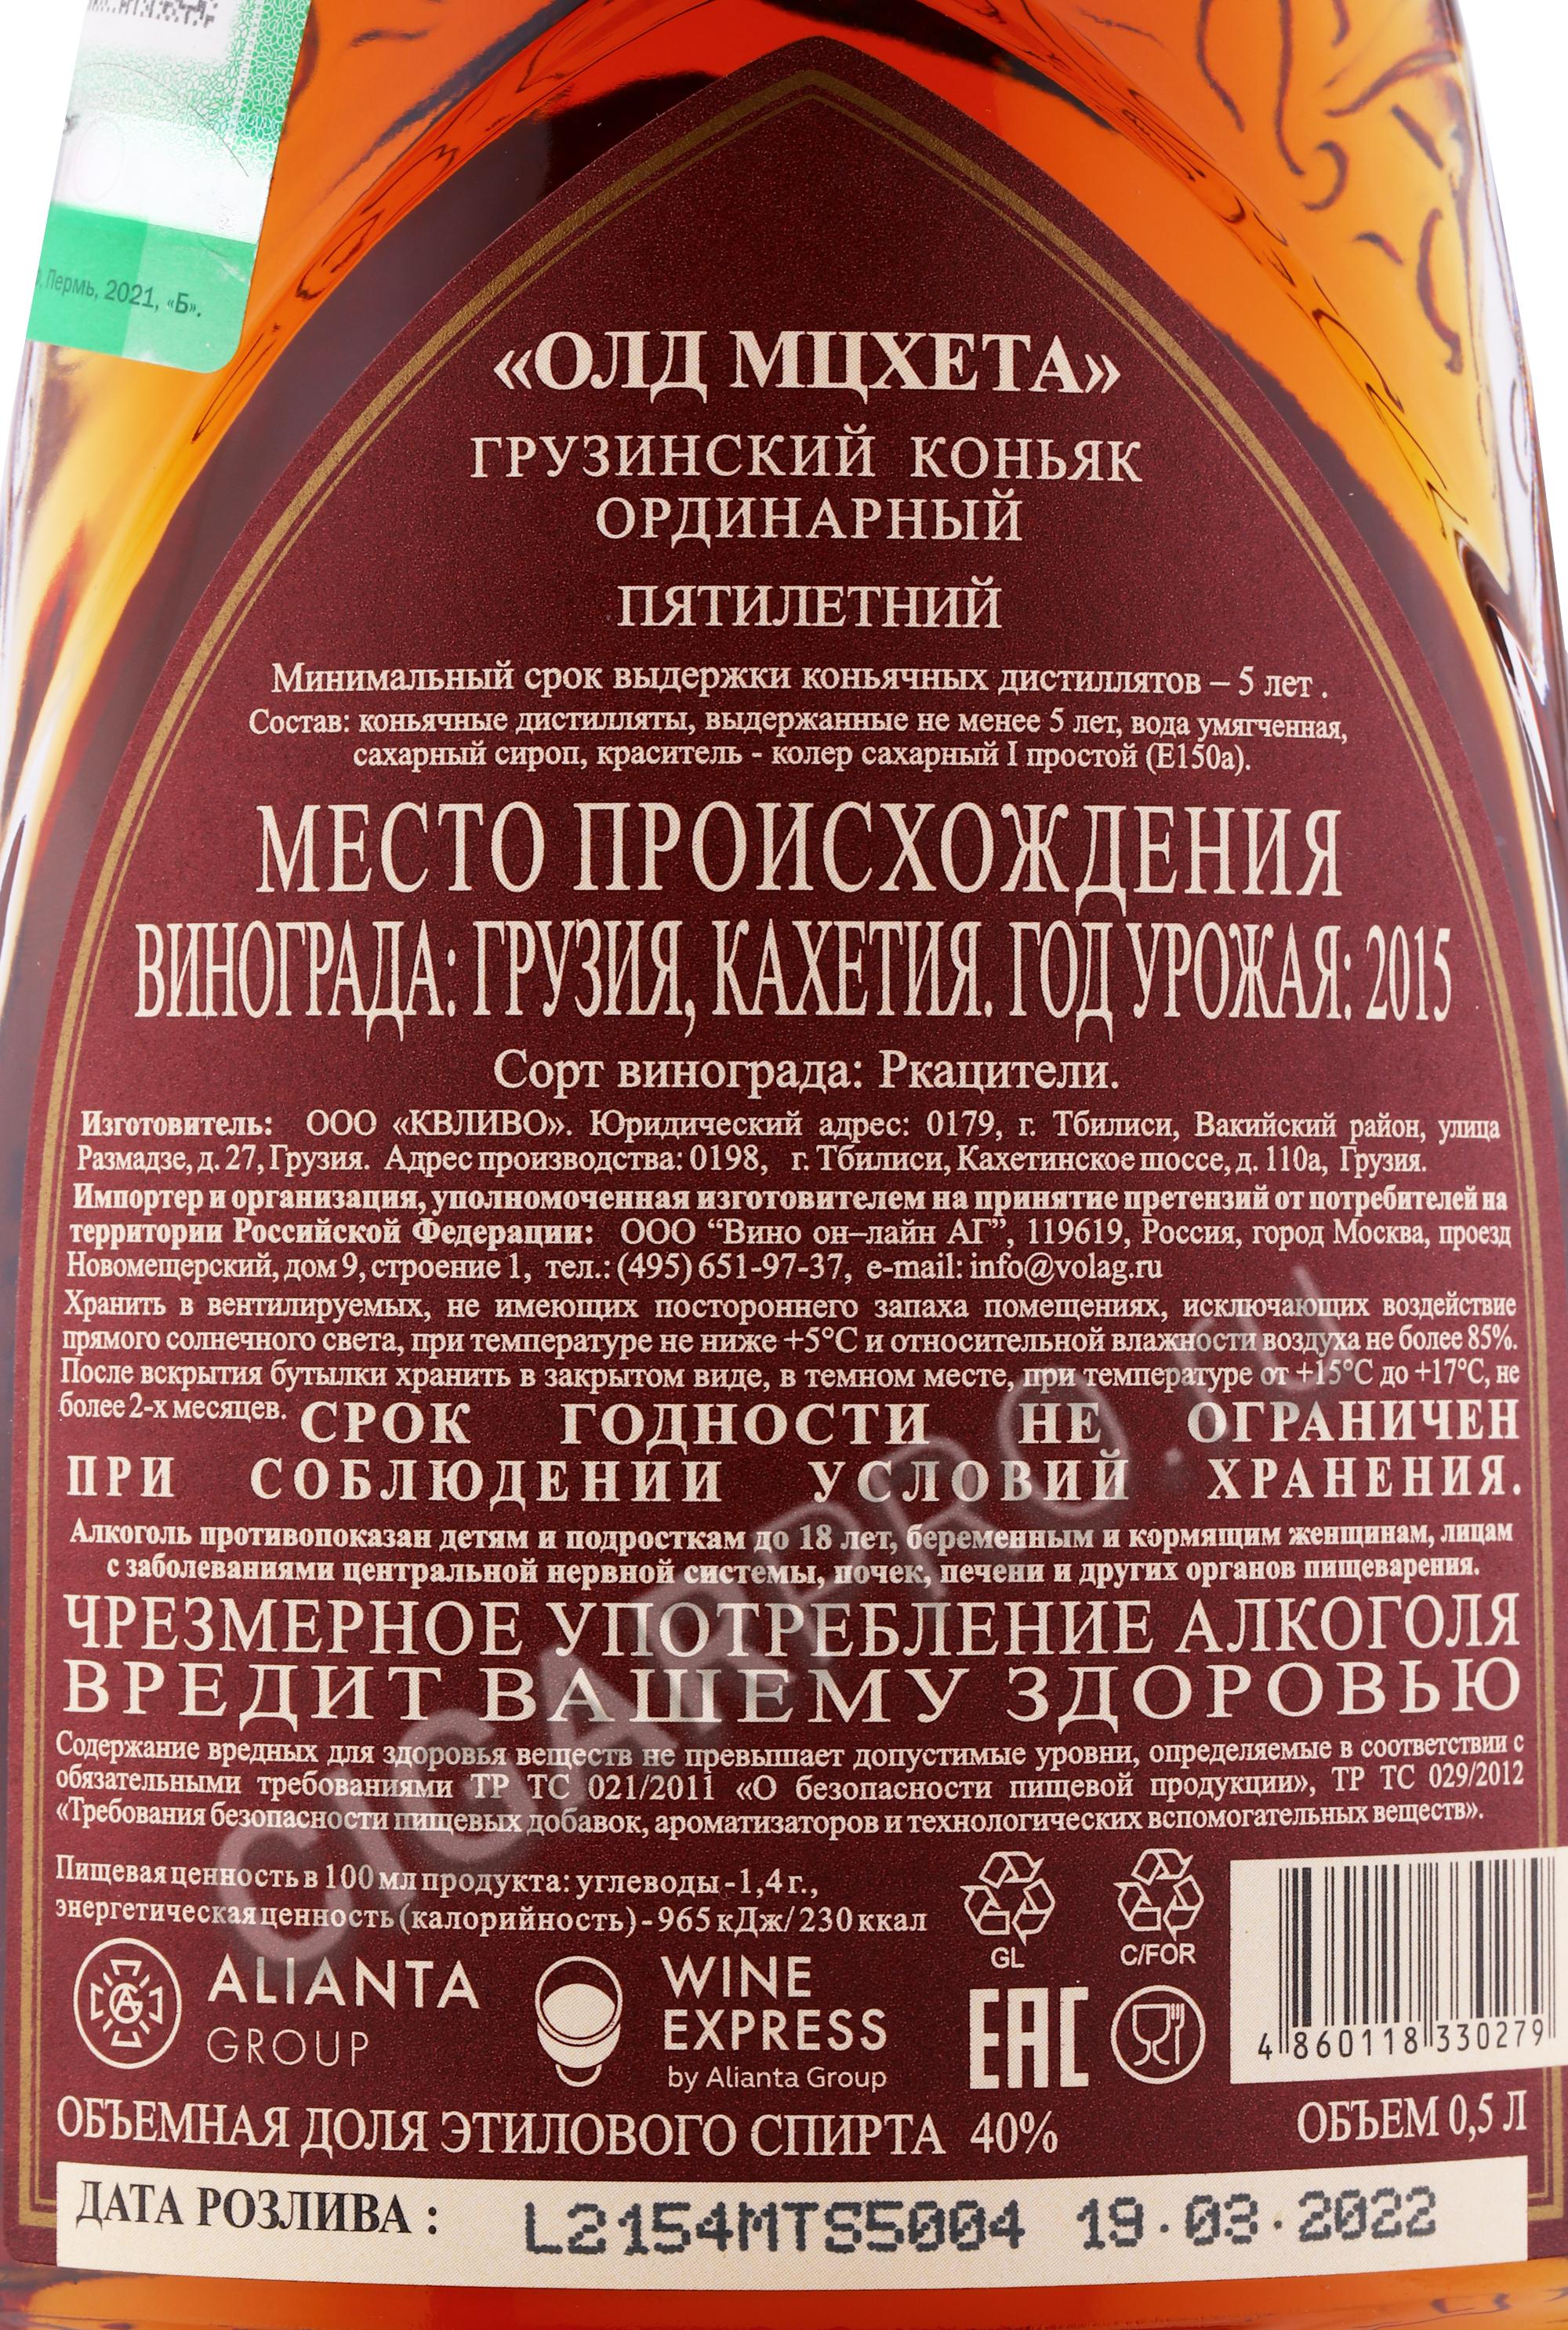 Пермь, 2021, «Б».
«ОЛД МЦХЕТА»
ГРУЗИНСКИЙ КОНЬЯК
ОРДИНАРНЫЙ
ПЯТИЛЕТНИЙ
Минимальный срок выдержки коньячных дистиллятов – 5 лет .
Состав: коньячные дистилляты, выдержанные не менее 5 лет, вода умягченная,
сахарный сироп, краситель - колер сахарный I простой (Е150а).
МЕСТО ПРОИСХОЖДЕНИЯ
ВИНОГРАДА: ГРУЗИЯ, КАХЕТИЯ. ГОД УРОЖАЯ: 2015
Сорт винограда: Ркацители.
Изготовитель: ООО «КВЛИВО». Юридический адрес: 0179, г. Тбилиси, Вакийский район, улица
Размадзе, д. 27, Грузия. Адрес производства: 0198, г. Тбилиси, Кахетинское шоссе, д. 110а, Грузия.
Импортер и организация, уполномоченная изготовителем на принятие претензий от потребителей на
территории Российской Федерации: ООО “Вино он–лайн АГ”, 119619, Россия, город Москва, проезд
Новомещерский, дом 9, строение 1, тел.: (495) 651-97-37, e-mail: info@volag.ru
Хранить в вентилируемых, не имеющих постороннего запаха помещениях, исключающих воздействие
прямого солнечного света, при температуре не ниже +5°С и относительной влажности воздуха не более 85%.
После вскрытия бутылки хранить в закрытом виде, в темном месте, при температуре от +15°С до +17°С, не
более 2-х месяцев. СРОК ГОДНОСТИ НЕ ОГРАНИЧЕН
ПРИ СОБЛЮДЕНИИ УСЛОВИЙ ХРАНЕНИЯ.
Алкоголь противопоказан детям и подросткам до 18 лет, беременным и кормящим женщинам, лицам
с заболеваниями центральной нервной системы, почек, печени и других органов пищеварения.
ЧРЕЗМЕРНОЕ УПОТРЕБЛЕНИЕ АЛКОГОЛЯ
ВРЕДИТ ВАШЕМУ ЗДОРОВЬЮ
Содержание вредных для здоровья веществ не превышает допустимые уровни, определяемые в соответствии с
обязательными требованиями ТР ТС 021/2011 «О безопасности пищевой продукции», ТР ТС 029/2012
«Требования безопасности пищевых добавок, ароматизаторов и технологических вспомогательных веществ».
Пищевая ценность в 100 мл продукта: углеводы - 1,4 г.,
энергетическая ценность (калорийность) - 965 кДж/ 230 ккал
GL
C/FOR
ALIANTA
GROUP
WINE
EXPRESS
by Alianta Group
EAC
4 860118 330279
ОБЪЕМНАЯ ДОЛЯ ЭТИЛОВОГО СПИРТА 40%
ОБЪЕМ 0,5 Л
ДАТА РОЗЛИВА : L2154MTS5004 19.03.2022
CIGARPRO.ru